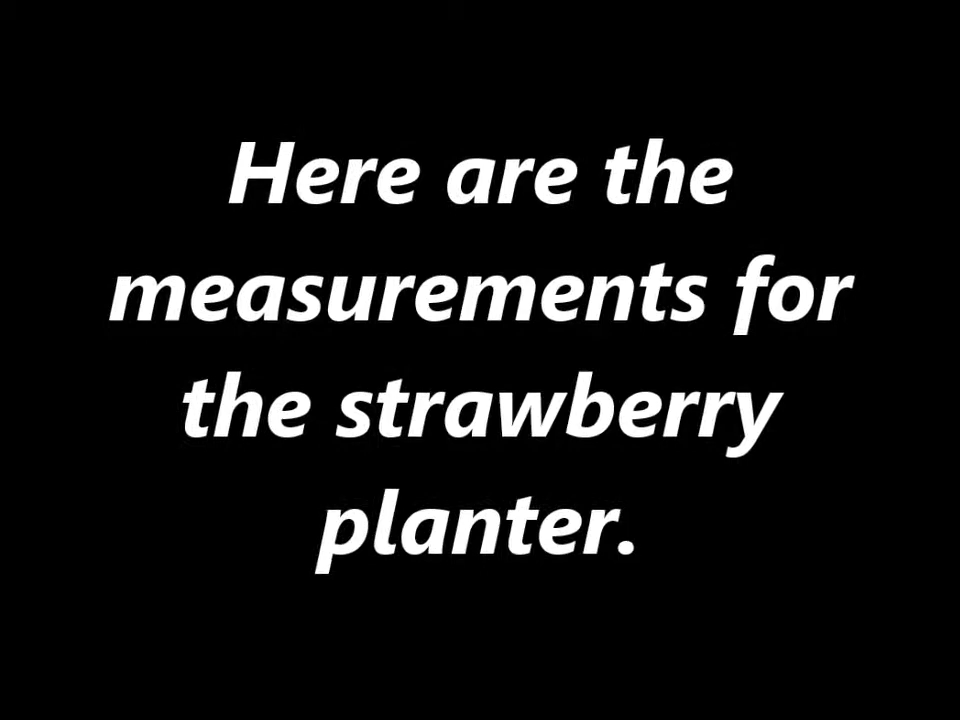 Here are the
measurements for
the strawberry
planter.